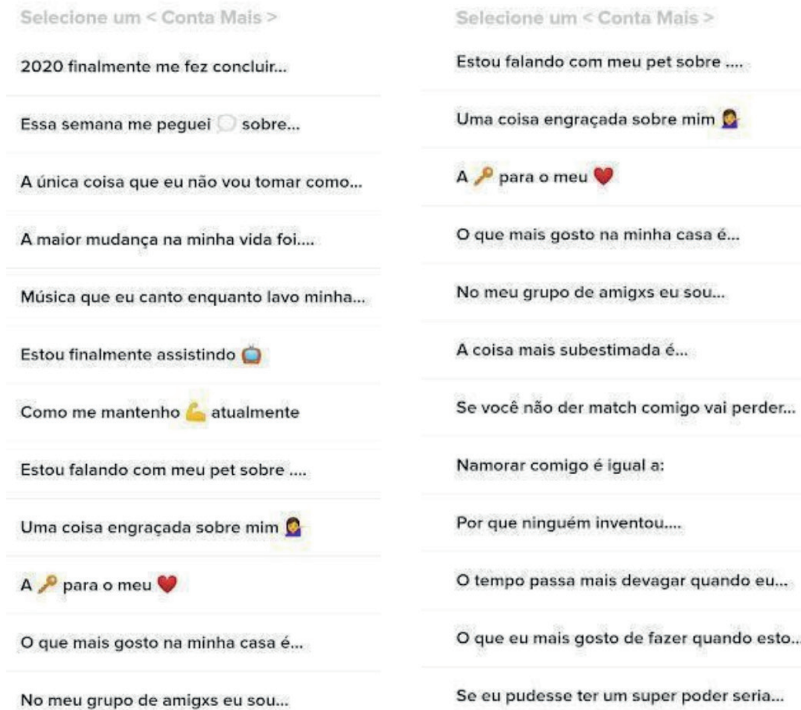 Selecione um < Conta Mais >
2020 finalmente me fez concluir...
Essa semana me peguei 💭 sobre...
A única coisa que eu não vou tomar como...
A maior mudança na minha vida foi....
Música que eu canto enquanto lavo minha...
Estou finalmente assistindo 📺
Como me mantenho 💪 atualmente
Estou falando com meu pet sobre ....
Uma coisa engraçada sobre mim 💁‍♀️
A 🔑 para o meu ❤️
O que mais gosto na minha casa é...
No meu grupo de amigxs eu sou...
Selecione um < Conta Mais >
Estou falando com meu pet sobre ....
Uma coisa engraçada sobre mim 💁‍♀️
A 🔑 para o meu ❤️
O que mais gosto na minha casa é...
No meu grupo de amigxs eu sou...
A coisa mais subestimada é...
Se você não der match comigo vai perder...
Namorar comigo é igual a:
Por que ninguém inventou....
O tempo passa mais devagar quando eu...
O que eu mais gosto de fazer quando esto...
Se eu pudesse ter um super poder seria...